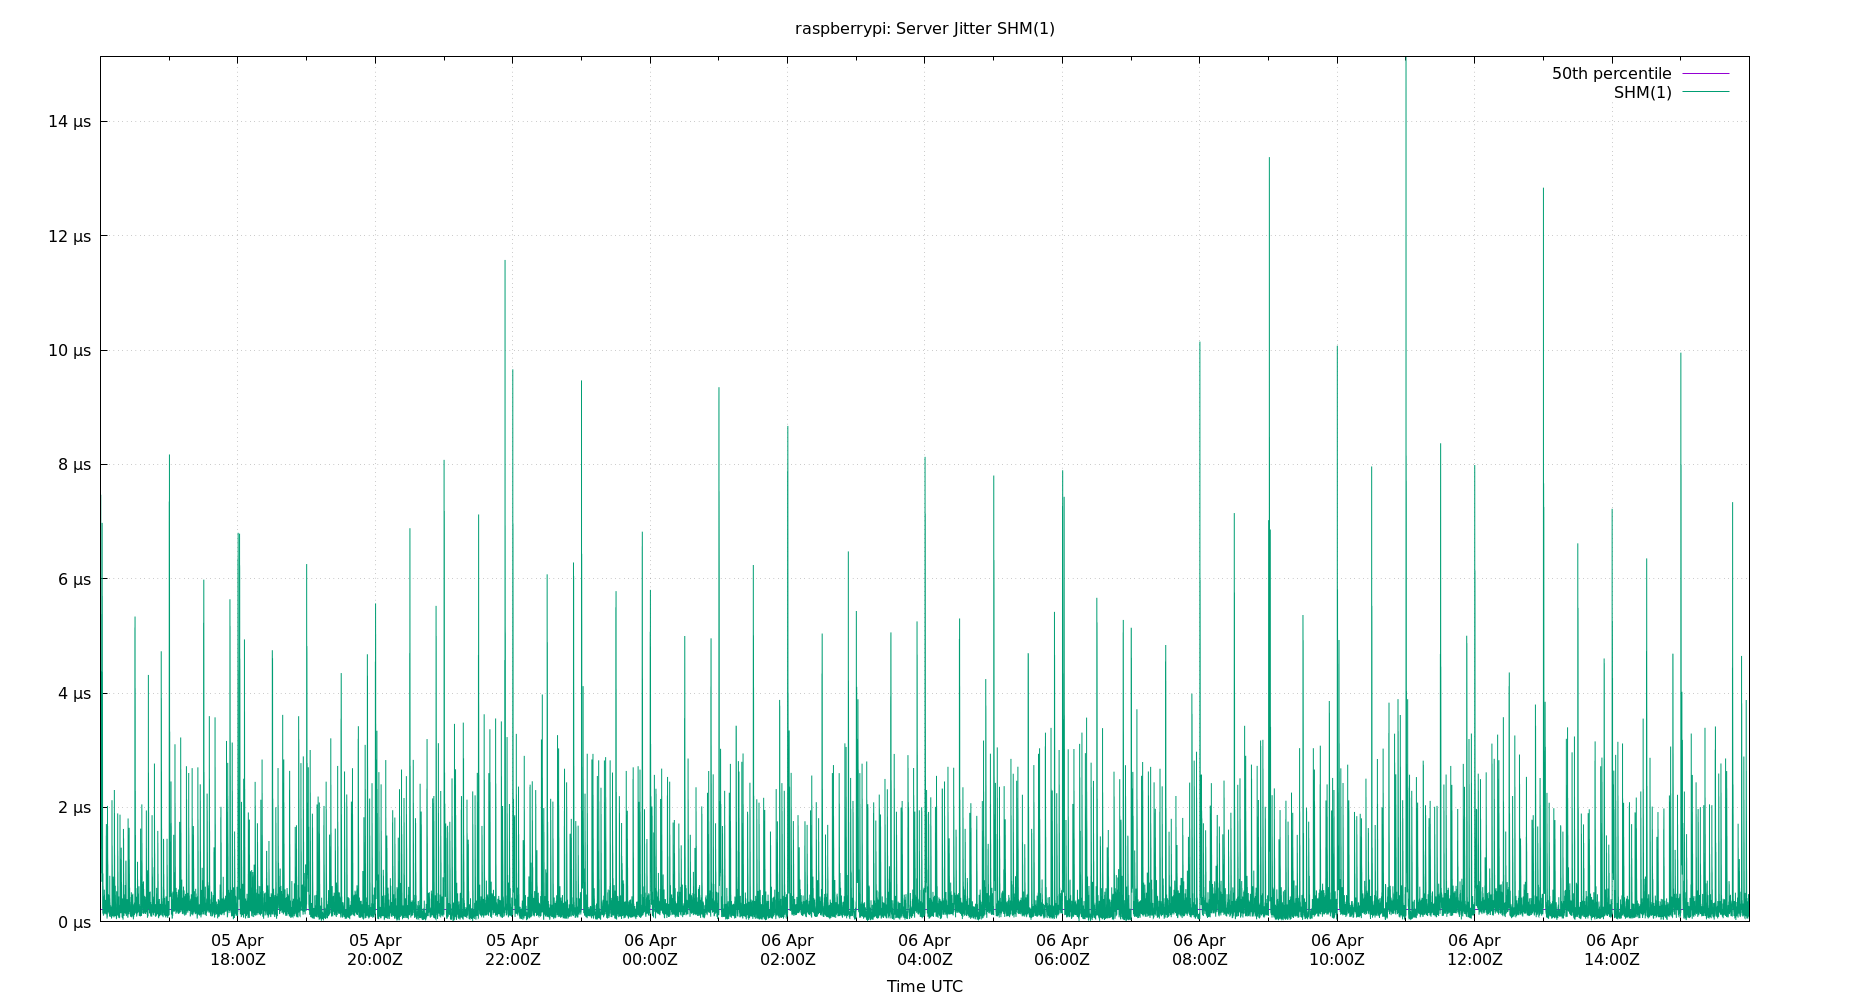 raspberrypi: Server Jitter SHM(1)
50th percentile
SHM(1)
14 µs
12 µs
10 µs
8 µs
6 µs
4 µs
2 µs
0 µs
05 Apr 05 Apr 05 Apr 06 Apr 06 Apr 06 Apr 06 Apr 06 Apr 06 Apr 06 Apr 06 Apr
18:00Z 20:00Z 22:00Z 00:00Z 02:00Z 04:00Z 06:00Z 08:00Z 10:00Z 12:00Z 14:00Z
Time UTC